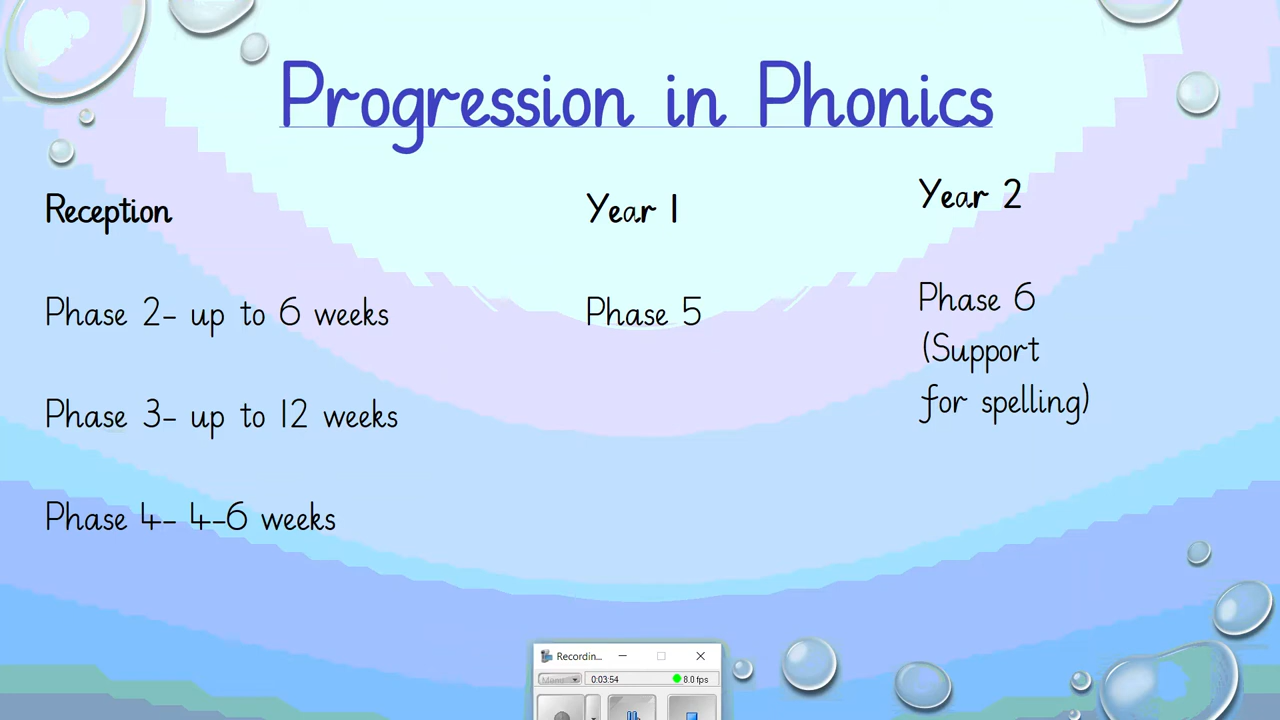 Progression in Phonics
Reception
Phase 2- up to 6 weeks
Phase 3- up to 12 weeks
Phase 4- 4-6 weeks
Year 1
Phase 5
Year 2
Phase 6
(Support
for spelling)
Recordin...
0:03:54
8.0 fps